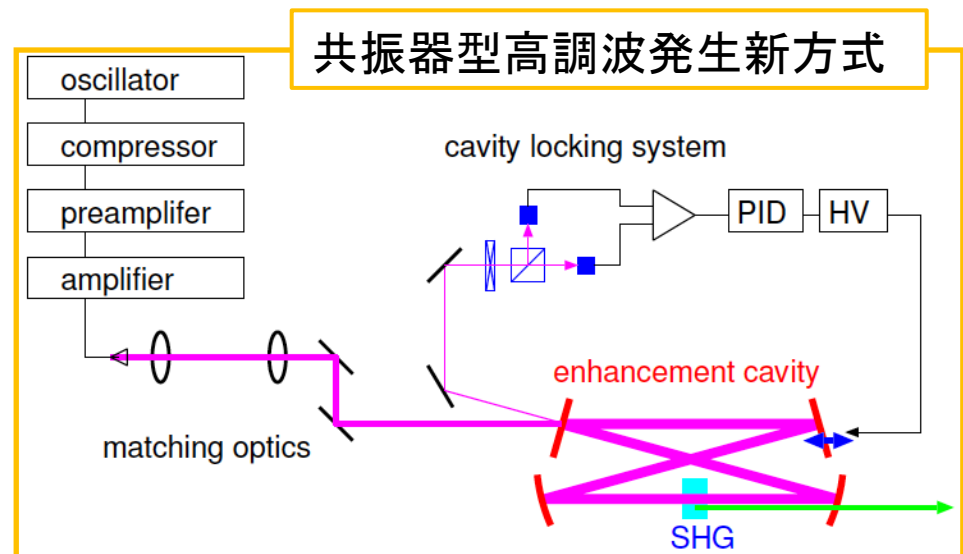 共振器型高調波発生新方式
oscillator
compressor
preamplifer
amplifier
cavity locking system
PID
HV
enhancement cavity
matching optics
SHG